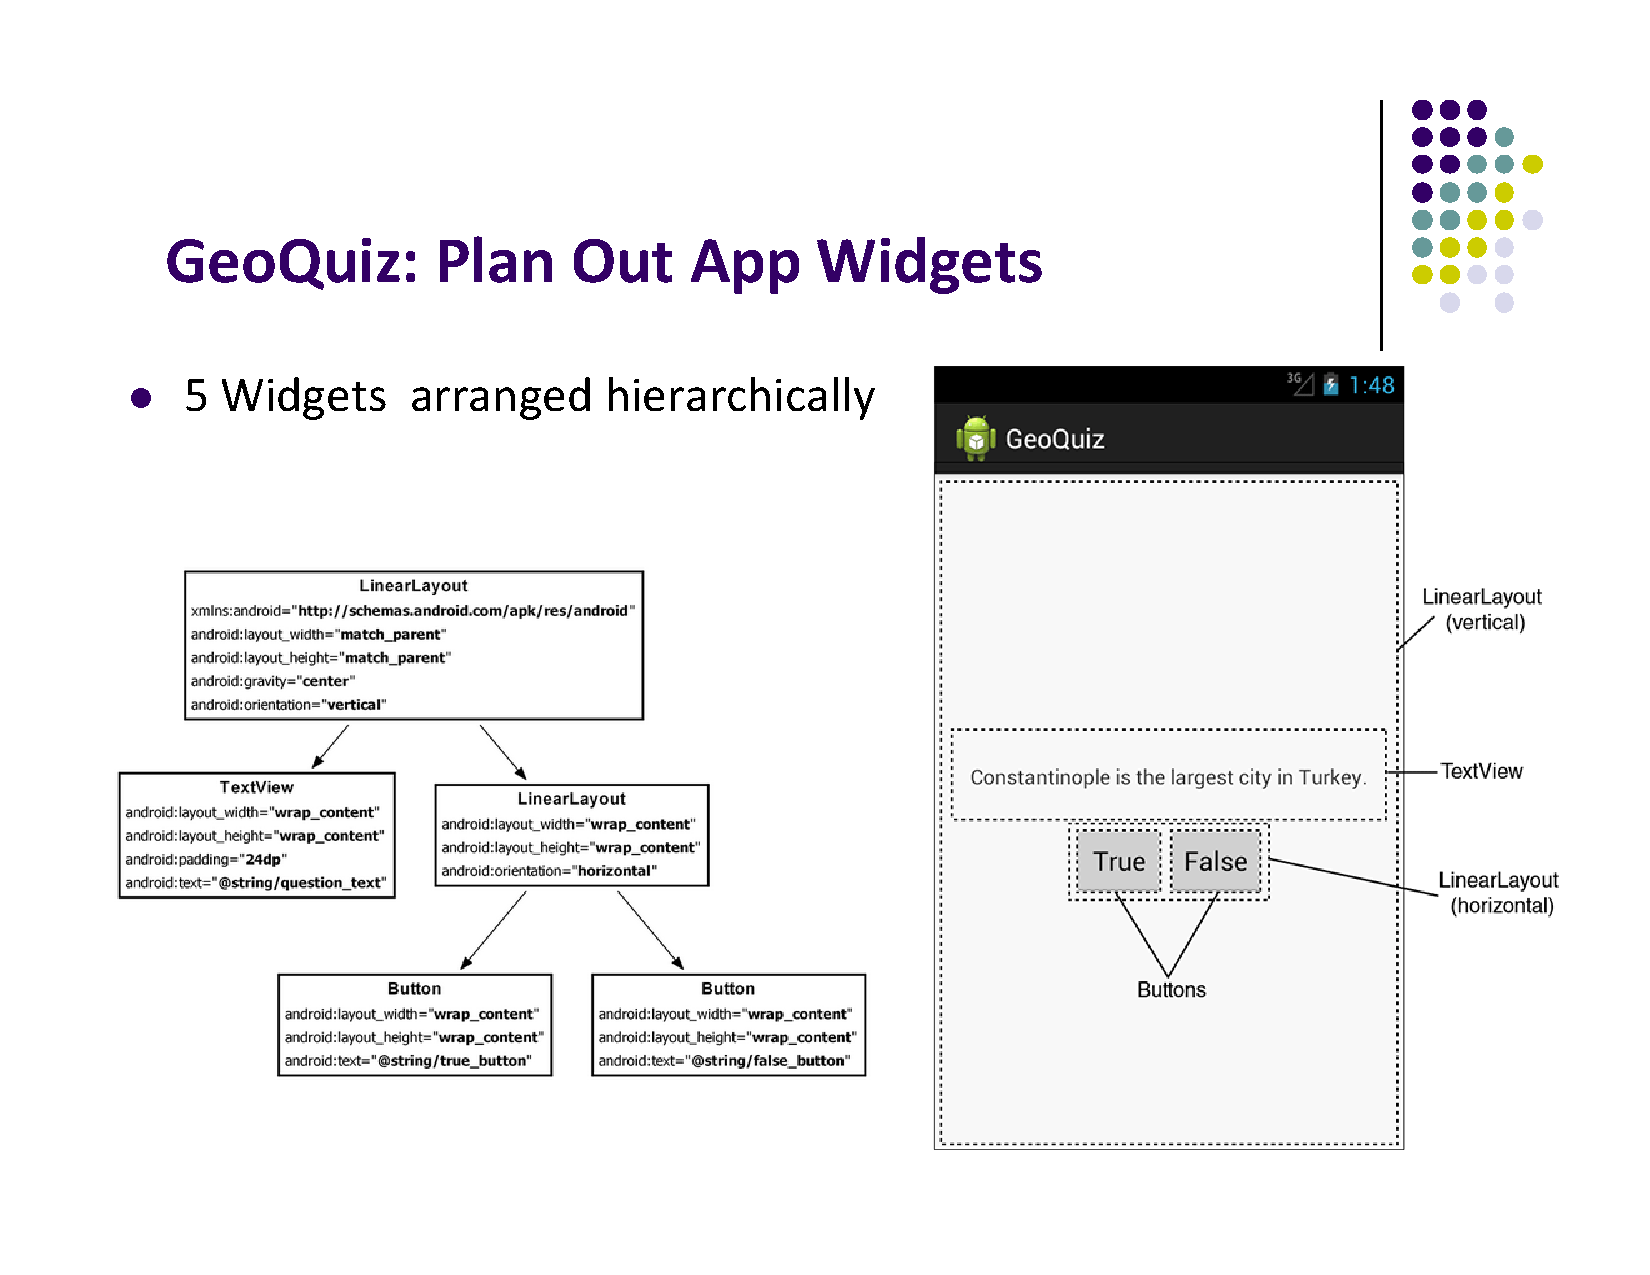 GeoQuiz: Plan Out App Widgets
5 Widgets arranged hierarchically
LinearLayout
xmlns:android="http://schemas.android.com/apk/res/android"
android:layout_width="match_parent"
android:layout_height="match_parent"
android:gravity="center"
android:orientation="vertical"
TextView
android:layout_width="wrap_content"
android:layout_height="wrap_content"
android:padding="24dp"
android:text="@string/question_text"
LinearLayout
android:layout_width="wrap_content"
android:layout_height="wrap_content"
android:orientation="horizontal"
Button
android:layout_width="wrap_content"
android:layout_height="wrap_content"
android:text="@string/true_button"
Button
android:layout_width="wrap_content"
android:layout_height="wrap_content"
android:text="@string/false_button"
3G 1:48
GeoQuiz
LinearLayout
(vertical)
Constantinople is the largest city in Turkey.
TextView
True False
LinearLayout
(horizontal)
Buttons